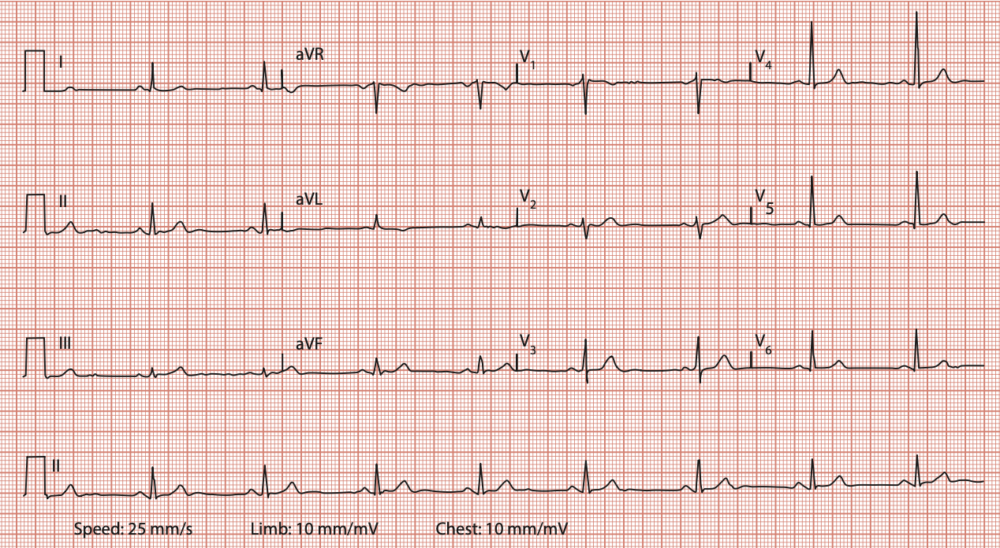 I aVR V1 V4
II aVL V2 V5
III aVF V3 V6
II
Speed: 25 mm/s Limb: 10 mm/mV Chest: 10 mm/mV